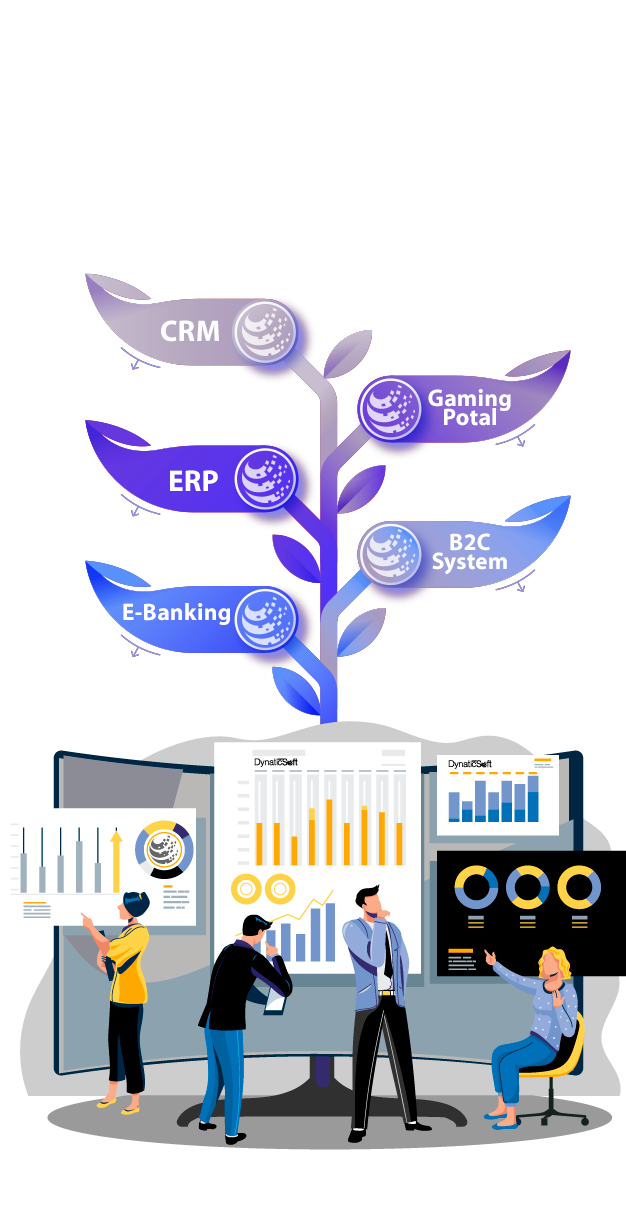 CRM
Gaming
Potal
ERP
B2C
System
E-Banking
DynaticSoft
DynaticSoft